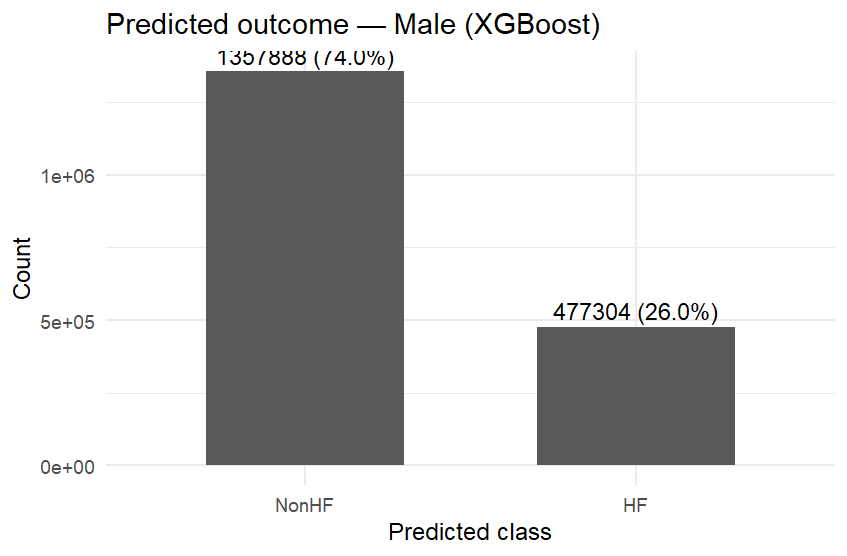 Predicted outcome — Male (XGBoost)
1357888 (74.0%)
1e+06
477304 (26.0%)
5e+05
0e+00
Count
NonHF HF
Predicted class